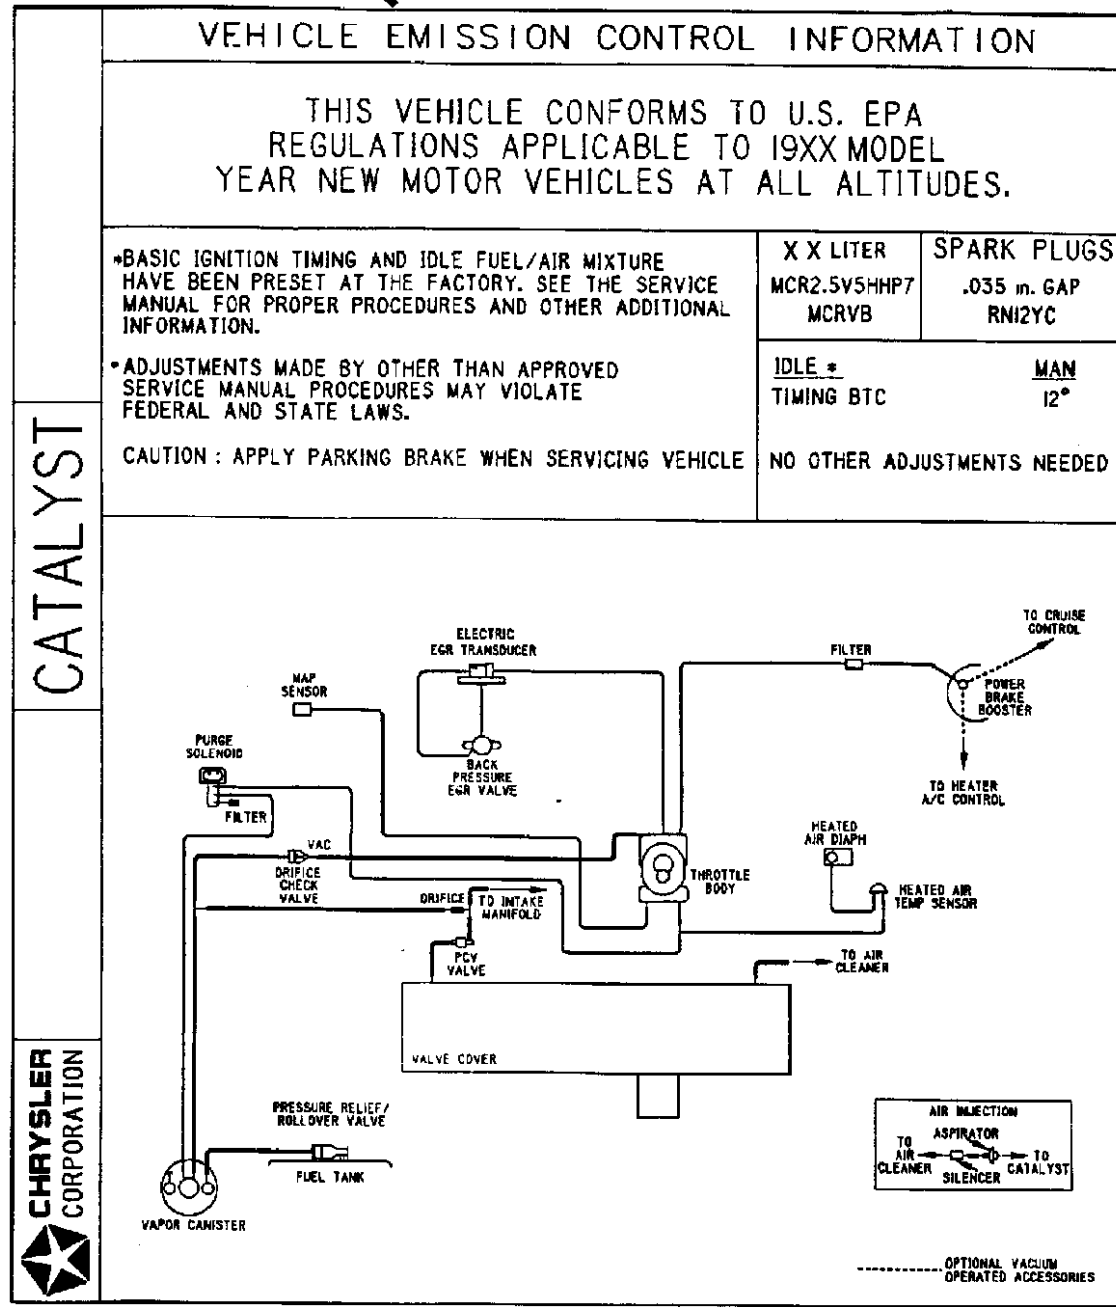 VEHICLE EMISSION CONTROL INFORMATION
THIS VEHICLE CONFORMS TO U.S. EPA
REGULATIONS APPLICABLE TO 19XX MODEL
YEAR NEW MOTOR VEHICLES AT ALL ALTITUDES.
*BASIC IGNITION TIMING AND IDLE FUEL/AIR MIXTURE
HAVE BEEN PRESET AT THE FACTORY. SEE THE SERVICE
MANUAL FOR PROPER PROCEDURES AND OTHER ADDITIONAL
INFORMATION.
•ADJUSTMENTS MADE BY OTHER THAN APPROVED
SERVICE MANUAL PROCEDURES MAY VIOLATE
FEDERAL AND STATE LAWS.
CAUTION : APPLY PARKING BRAKE WHEN SERVICING VEHICLE
X X LITER
MCR2.5V5HHP7
MCRVB
SPARK PLUGS
.035 in. GAP
RN12YC
IDLE * MAN
TIMING BTC 12°
NO OTHER ADJUSTMENTS NEEDED
CATALYST
CHRYSLER
CORPORATION
ELECTRIC
EGR TRANSDUCER
MAP
SENSOR
PURGE
SOLENOID
FILTER
BACK
PRESSURE
EGR VALVE
FILTER
TO CRUISE
CONTROL
POWER
BRAKE
BOOSTER
TO HEATER
A/C CONTROL
HEATED
AIR DIAPH
VAC
ORIFICE
CHECK
VALVE
THROTTLE
BODY
HEATED AIR
TEMP SENSOR
ORIFICE
TO INTAKE
MANIFOLD
PCV
VALVE
TO AIR
CLEANER
VALVE COVER
PRESSURE RELIEF/
ROLLOVER VALVE
FUEL TANK
VAPOR CANISTER
AIR INJECTION
ASPIRATOR
TO
AIR
CLEANER
SILENCER
TO
CATALYST
OPTIONAL VACUUM
OPERATED ACCESSORIES